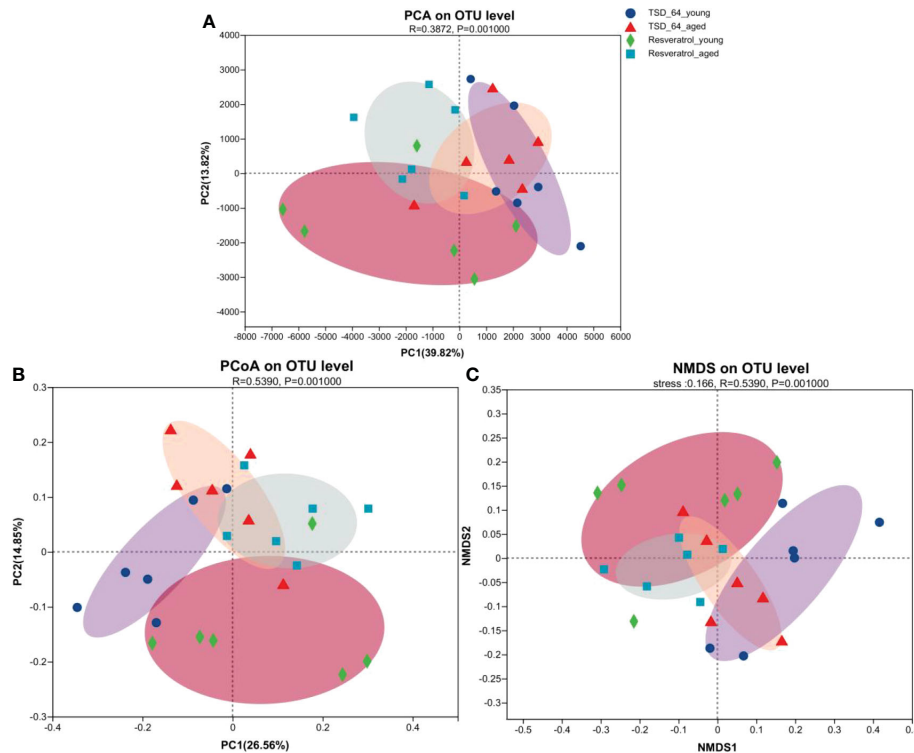 A
PCA on OTU level
R=0.3872, P=0.001000
TSD_64_young
TSD_64_aged
Resveratrol_young
Resveratrol_aged
4000
3000
2000
1000
0
-1000
-2000
-3000
-4000
PC2(13.82%)
-8000 -7000 -6000 -5000 -4000 -3000 -2000 -1000 0 1000 2000 3000 4000 5000 6000
PC1(39.82%)
B
PCoA on OTU level
R=0.5390, P=0.001000
0.3
0.2
0.1
0
-0.1
-0.2
-0.3
PC2(14.85%)
-0.4 -0.2 0 0.2 0.4
PC1(26.56%)
C
NMDS on OTU level
stress :0.166, R=0.5390, P=0.001000
0.35
0.3
0.25
0.2
0.15
0.1
0.05
0
-0.05
-0.1
-0.15
-0.2
-0.25
-0.3
NMDS2
-0.5 -0.4 -0.3 -0.2 -0.1 0 0.1 0.2 0.3 0.4 0.5
NMDS1